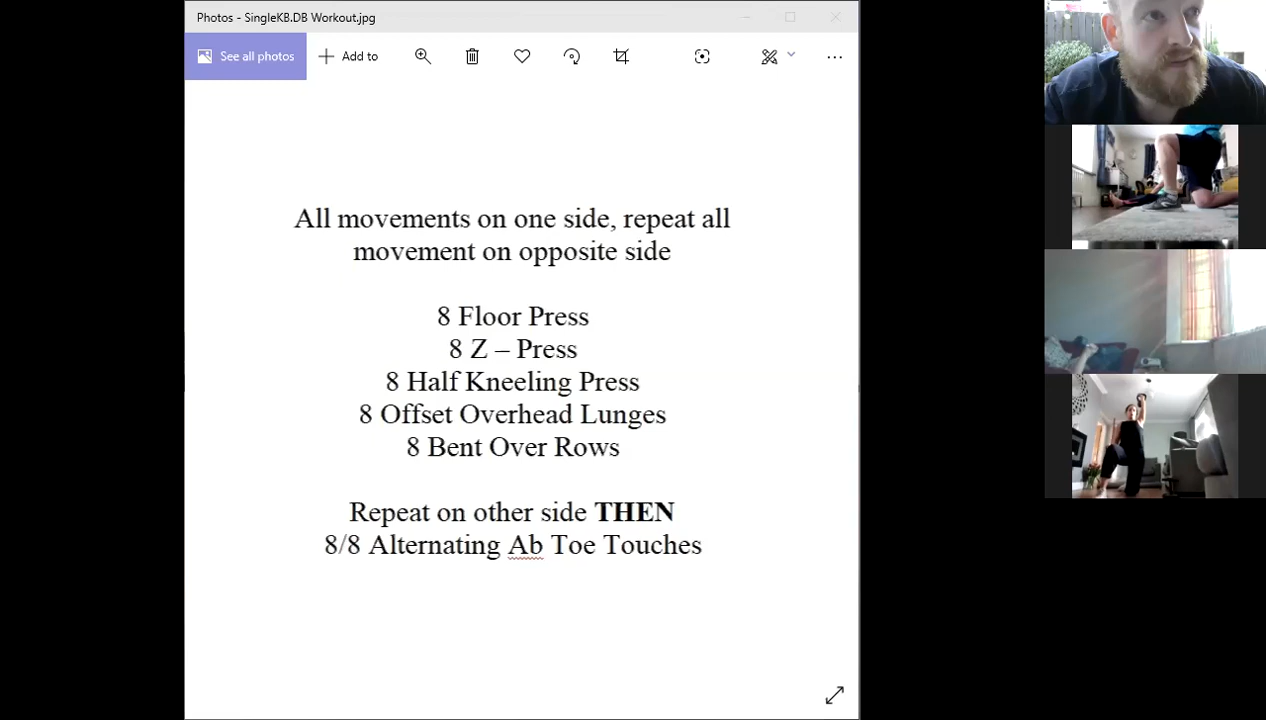 Photos - SingleKB.DB Workout.jpg
See all photos
Add to
All movements on one side, repeat all
movement on opposite side
8 Floor Press
8 Z – Press
8 Half Kneeling Press
8 Offset Overhead Lunges
8 Bent Over Rows
Repeat on other side THEN
8/8 Alternating Ab Toe Touches